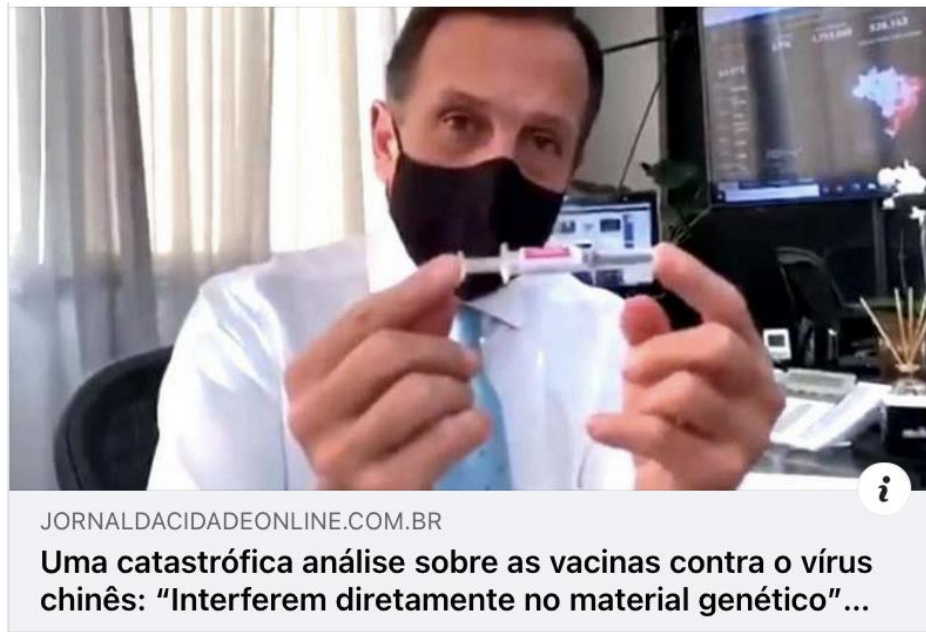 JORNALDACIDADEONLINE.COM.BR
Uma catastrófica análise sobre as vacinas contra o vírus
chinês: “Interferem diretamente no material genético”...